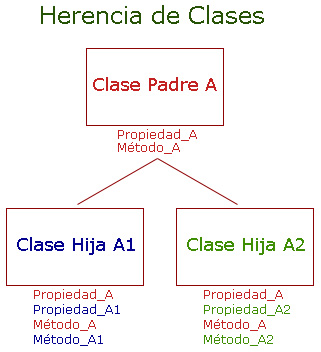 Herencia de Clases
Clase Padre A
Propiedad_A
Método_A
Clase Hija A1
Propiedad_A
Propiedad_A1
Método_A
Método_A1
Clase Hija A2
Propiedad_A
Propiedad_A2
Método_A
Método_A2